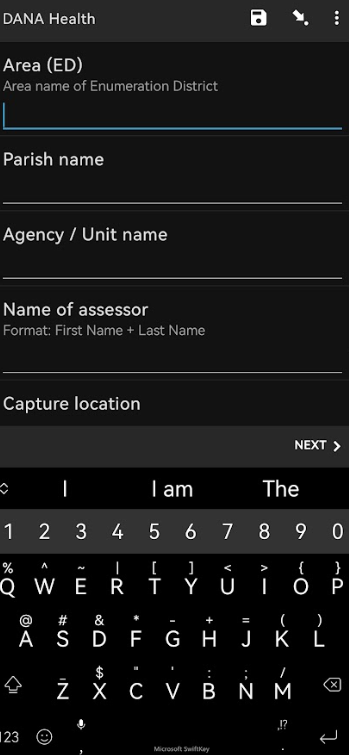 DANA Health
Area (ED)
Area name of Enumeration District
Parish name
Agency / Unit name
Name of assessor
Format: First Name + Last Name
Capture location
NEXT
I I am The
1 2 3 4 5 6 7 8 9 0
% ^ ~ | [ ] < > { }
Q W E R T Y U I O P
@ # & * - + = ( )
A S D F G H J K L
_ $ " ' : ; /
Z X C V B N M
123 , .
,!?
Microsoft SwiftKey